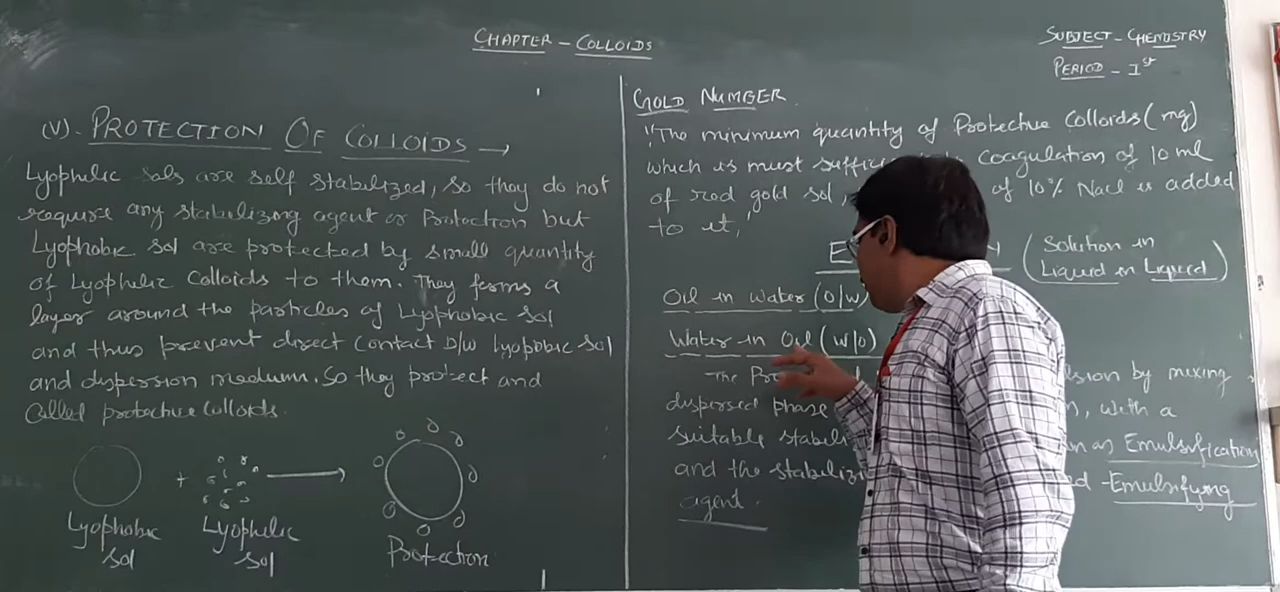 CHAPTER - COLLOIDS
SUBJECT - CHEMISTRY
PERIOD - 1st
(V). PROTECTION OF COLLOIDS →
Lyophilic sols are self stabilized, so they do not
require any stabilizing agent or Protection but
Lyophobic sol are protected by small quantity
of Lyophilic Colloids to them. They forms a
layer around the particles of Lyophobic sol
and thus prevent direct contact b/w lyopobic sol
and dispersion medium. So they protect and
Called protective Colloids.
Lyophobic
sol
+
Lyophilic
sol
Protection
GOLD NUMBER
"The minimum quantity of Protective Colloids (mg)
which is must Coagulation of 10 ml
of red gold sol, of 10% Nacl is added
to it,"
(Solution in
Liquid in Liquid)
Oil in Water (O/W)
Water in Oil (W/O)
The by mixing
dispersed phase with a
suitable as Emulsification
and the Emulsifying
agent.